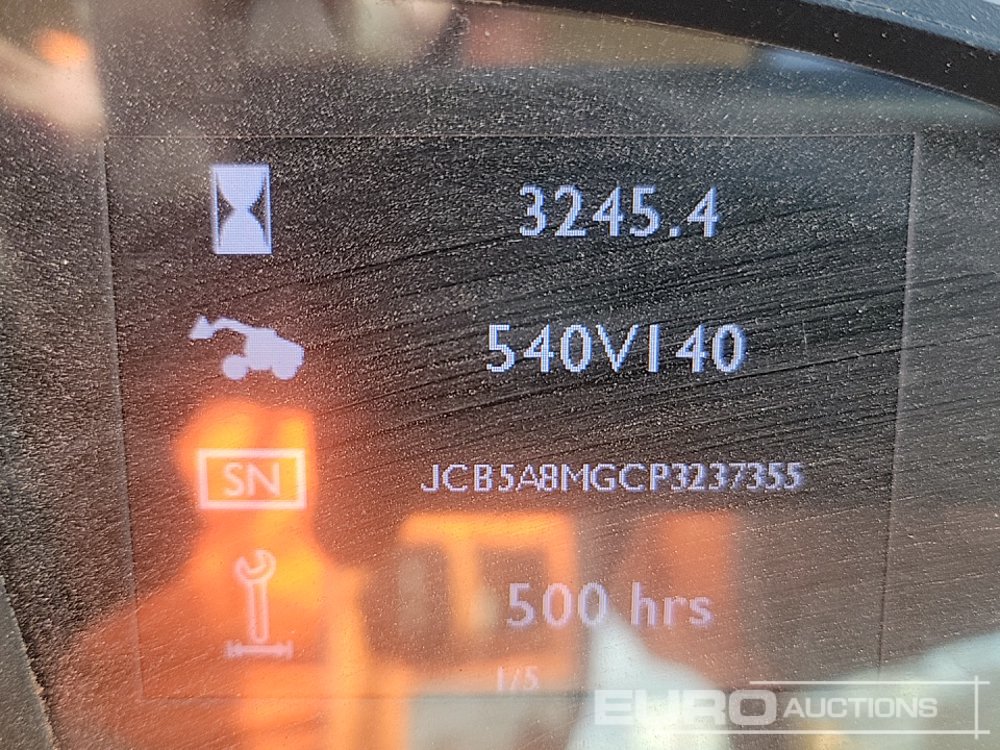 3245.4
540V140
SN JCB5A8MGCP3237355
500 hrs
1/5
EURO AUCTIONS